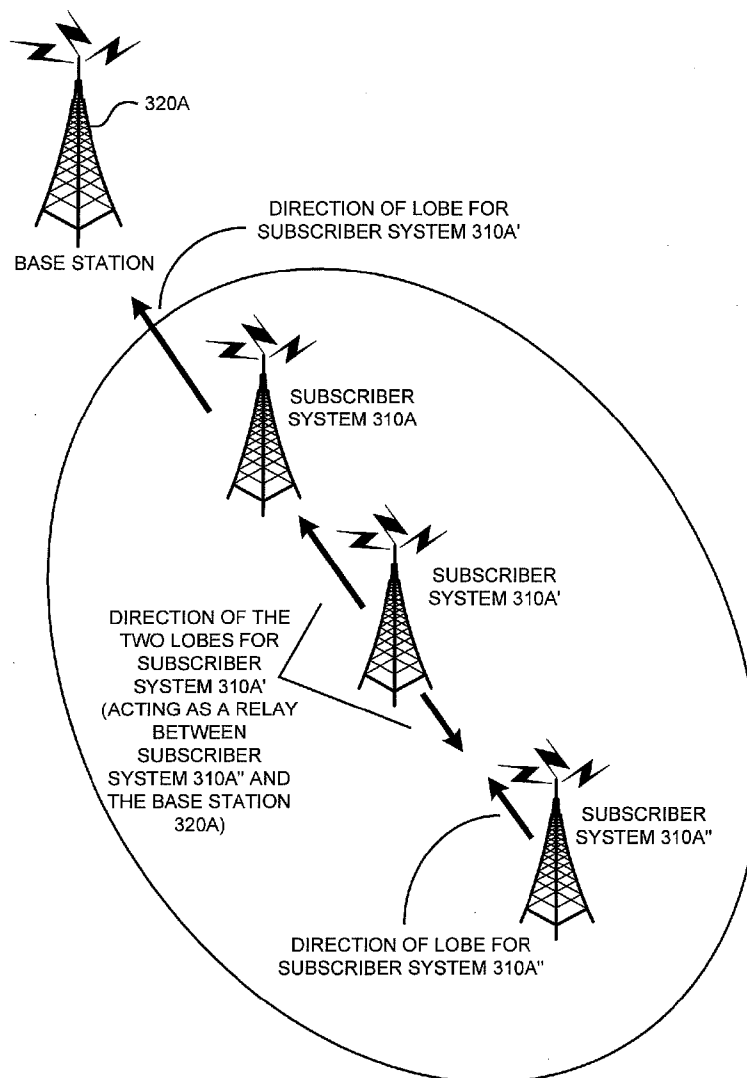 320A
DIRECTION OF LOBE FOR
SUBSCRIBER SYSTEM 310A'
BASE STATION
SUBSCRIBER
SYSTEM 310A
SUBSCRIBER
SYSTEM 310A'
DIRECTION OF THE
TWO LOBES FOR
SUBSCRIBER
SYSTEM 310A'
(ACTING AS A RELAY
BETWEEN
SUBSCRIBER
SYSTEM 310A" AND
THE BASE STATION
320A)
SUBSCRIBER
SYSTEM 310A"
DIRECTION OF LOBE FOR
SUBSCRIBER SYSTEM 310A"